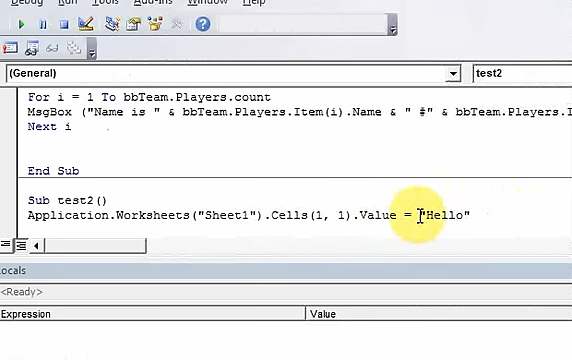 Debug Run Tools Add-Ins Window Help
(General) test2
For i = 1 To bbTeam.Players.count
MsgBox ("Name is " & bbTeam.Players.Item(i).Name & " #" & bbTeam.Players.I
Next i
End Sub
Sub test2()
Application.Worksheets("Sheet1").Cells(1, 1).Value = "Hello"
ocals
<Ready>
Expression Value